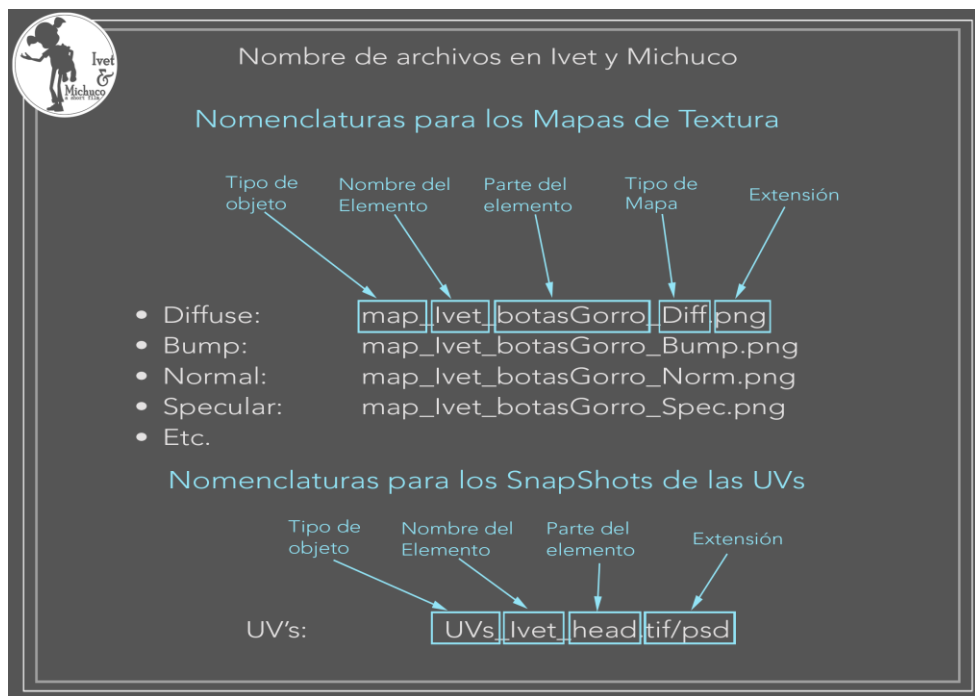 Ivet
&
Michuco
a short film
Nombre de archivos en Ivet y Michuco
Nomenclaturas para los Mapas de Textura
Tipo de objeto
Nombre del Elemento
Parte del elemento
Tipo de Mapa
Extensión
• Diffuse: map_Ivet_botasGorro_Diff.png
• Bump: map_Ivet_botasGorro_Bump.png
• Normal: map_Ivet_botasGorro_Norm.png
• Specular: map_Ivet_botasGorro_Spec.png
• Etc.
Nomenclaturas para los SnapShots de las UVs
Tipo de objeto
Nombre del Elemento
Parte del elemento
Extensión
UV's: UVs_Ivet_head.tif/psd